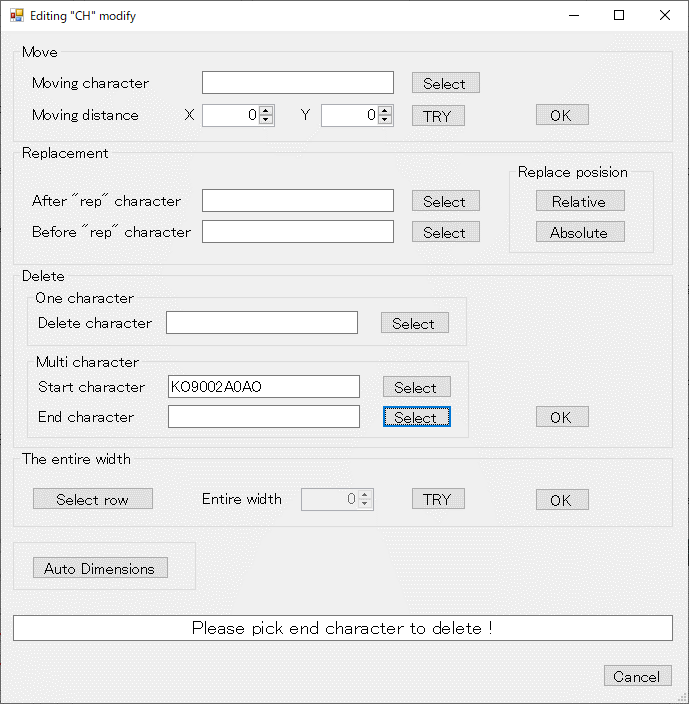 Editing "CH" modify
Move
Moving character Select
Moving distance X 0 Y 0 TRY OK
Replacement
Replace posision
After "rep" character Select Relative
Before "rep" character Select Absolute
Delete
One character
Delete character Select
Multi character
Start character KO9002A0AO Select
End character Select OK
The entire width
Select row Entire width 0 TRY OK
Auto Dimensions
Please pick end character to delete !
Cancel